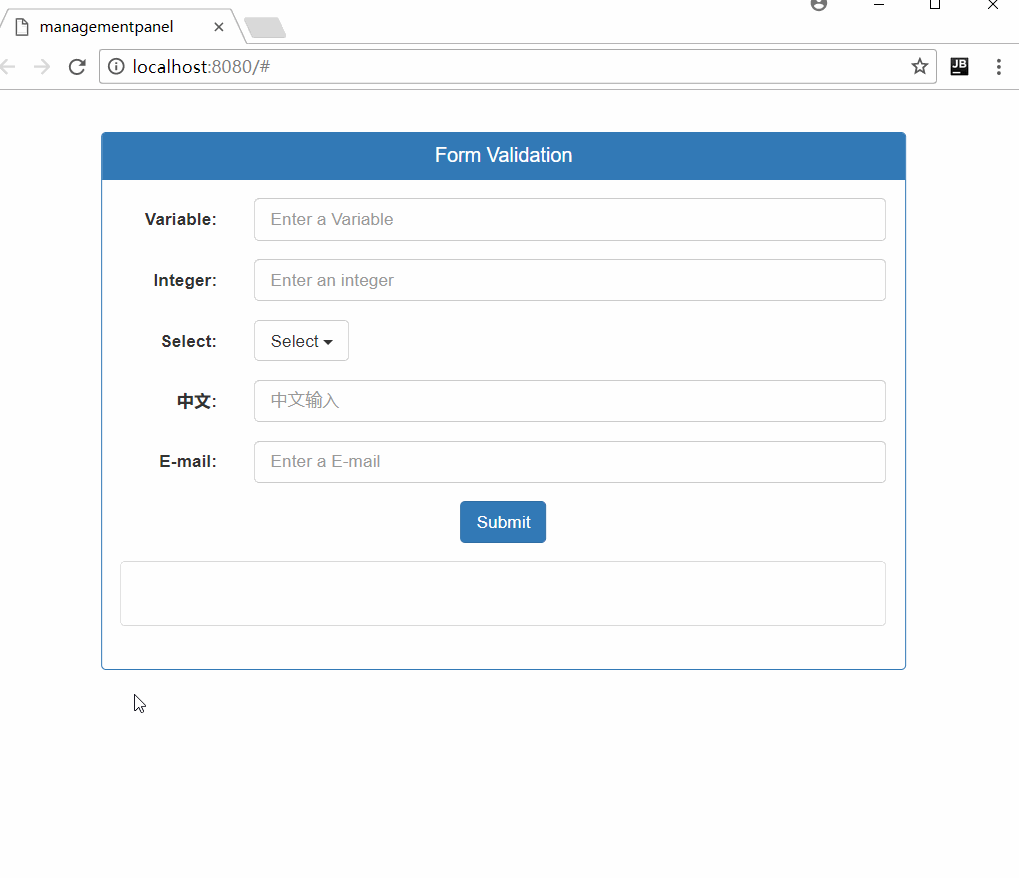 managementpanel
localhost:8080/#
JB
Form Validation
Variable: Enter a Variable
Integer: Enter an integer
Select: Select
中文: 中文输入
E-mail: Enter a E-mail
Submit